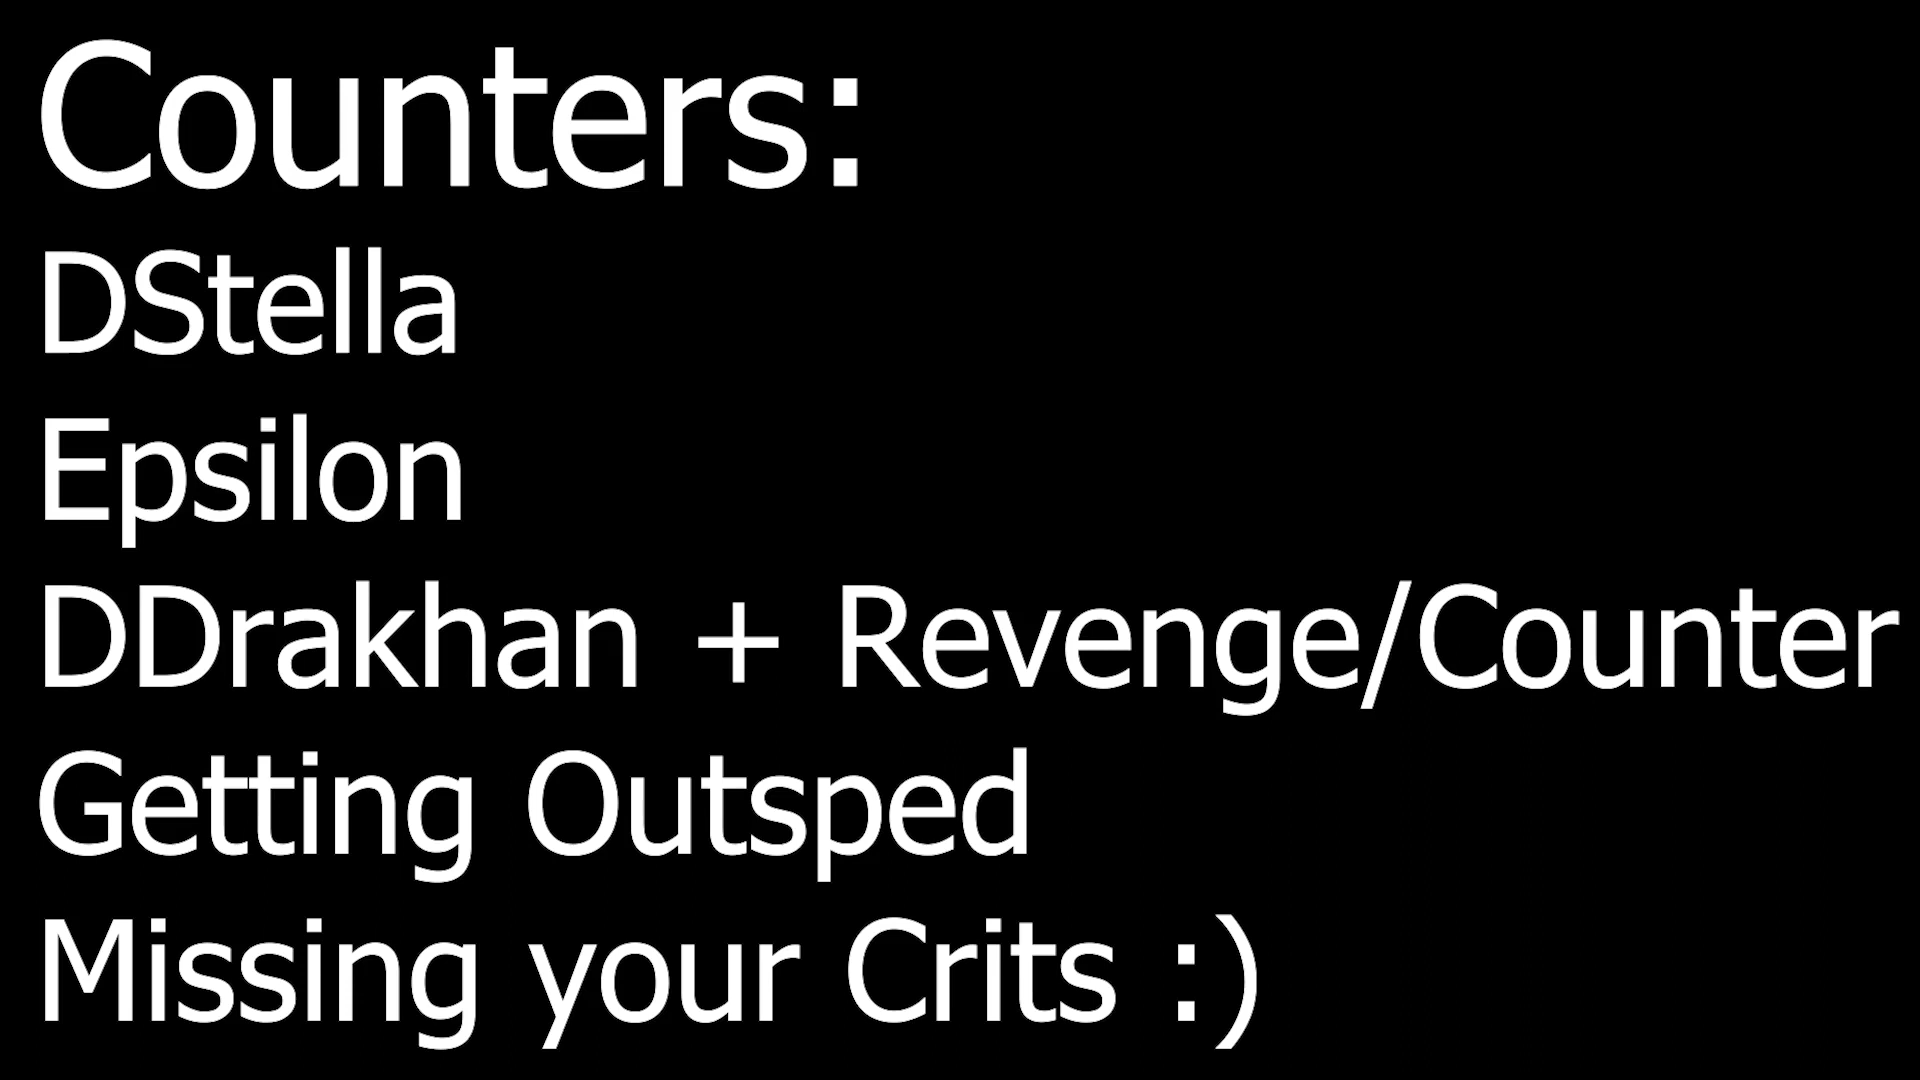 Counters:
DStella
Epsilon
DDrakhan + Revenge/Counter
Getting Outsped
Missing your Crits :)